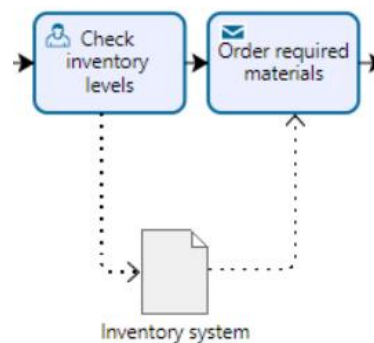 Check
inventory
levels
Order required
materials
Inventory system